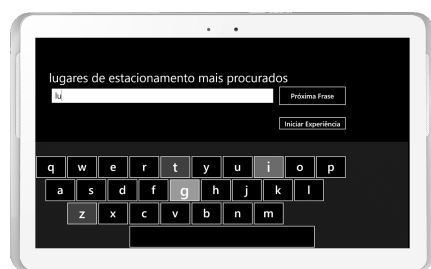 lugares de estacionamento mais procurados
lu
Próxima Frase
Iniciar Experiência
q w e r t y u i o p
a s d f g h j k l
z x c v b n m